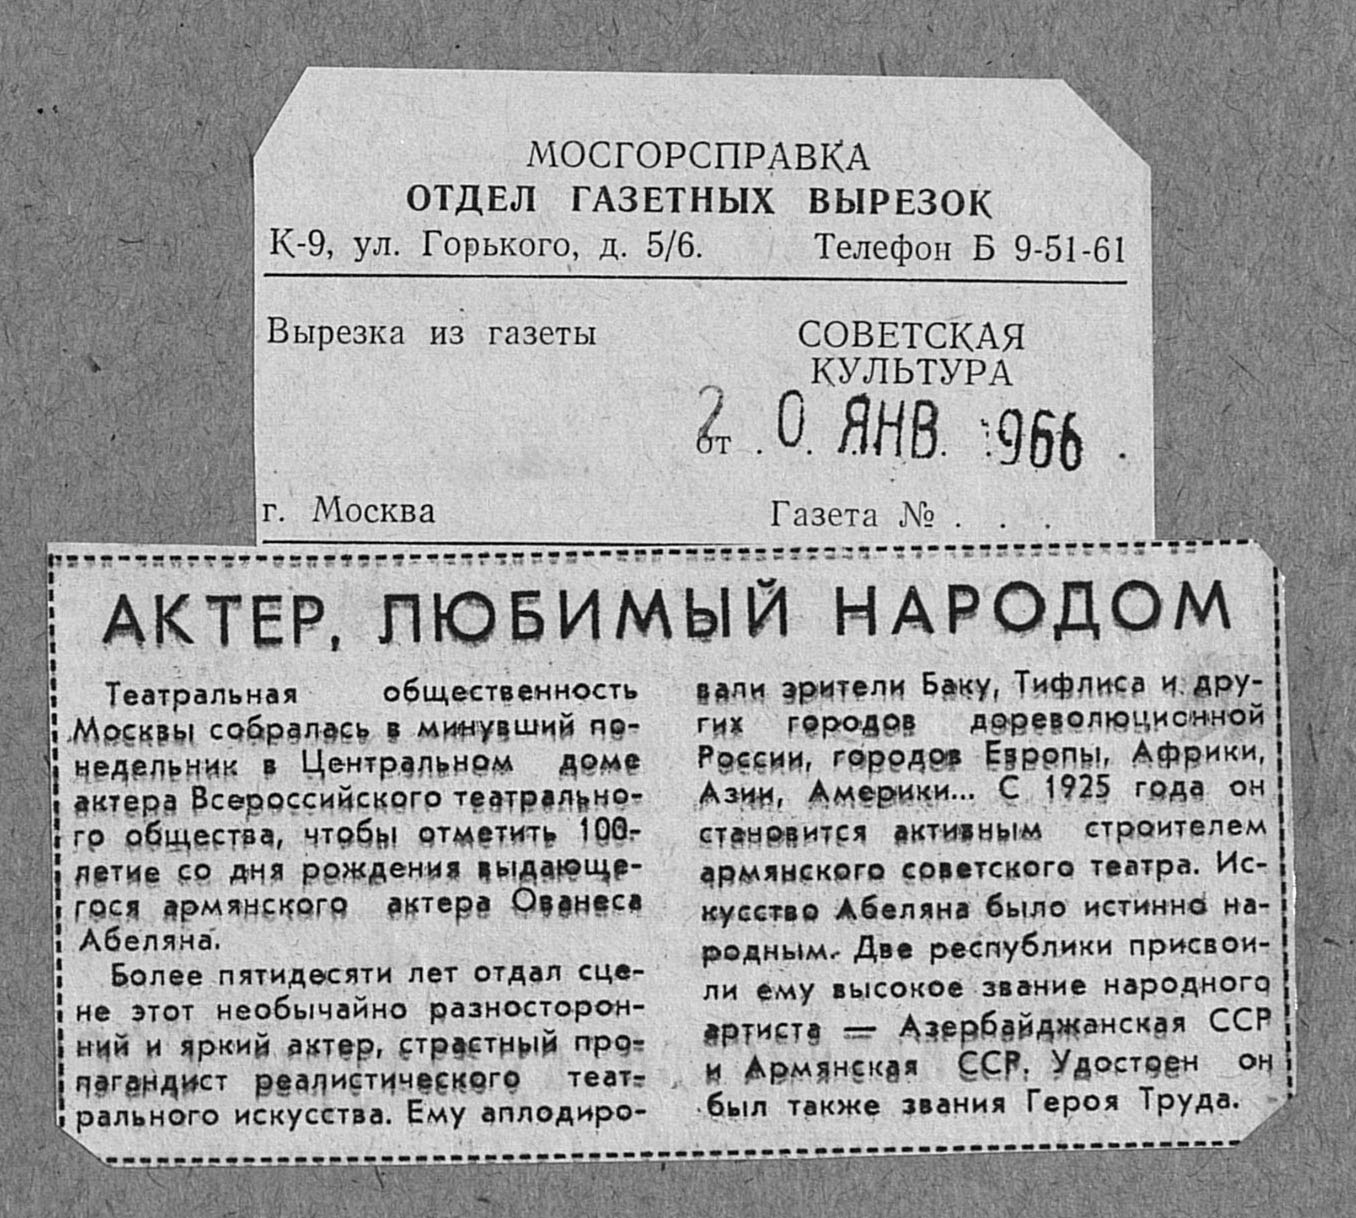 МОСГОРСПРАВКА
ОТДЕЛ ГАЗЕТНЫХ ВЫРЕЗОК
К-9, ул. Горького, д. 5/6. Телефон Б 9-51-61
Вырезка из газеты
СОВЕТСКАЯ
КУЛЬТУРА
от . 2 0 ЯНВ. 1966 .
г. Москва Газета № . . .
АКТЕР, ЛЮБИМЫЙ НАРОДОМ
Театральная общественность
Москвы собралась в минувший по-
недельник в Центральном доме
актера Всероссийского театрально-
го общества, чтобы отметить 100-
летие со дня рождения выдающе-
гося армянского актера Ованеса
Абеляна.
Более пятидесяти лет отдал сце-
не этот необычайно разносторон-
ний и яркий актер, страстный про-
пагандист реалистического теат-
рального искусства. Ему аплодиро-
вали зрители Баку, Тифлиса и дру-
гих городов дореволюционной
России, городов Европы, Африки,
Азии, Америки... С 1925 года он
становится активным строителем
армянского советского театра. Ис-
кусство Абеляна было истинно на-
родным. Две республики присвои-
ли ему высокое звание народного
артиста — Азербайджанская ССР
и Армянская ССР. Удостоен он
был также звания Героя Труда.